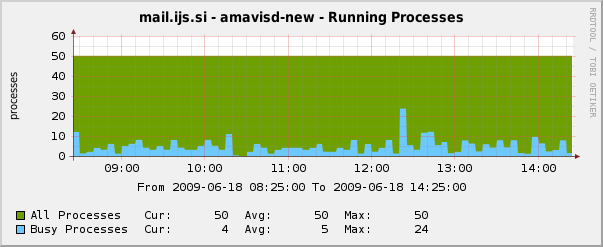 mail.ijs.si - amavisd-new - Running Processes
RRDTOOL / TOBI OETIKER
processes
60
50
40
30
20
10
0
09:00 10:00 11:00 12:00 13:00 14:00
From 2009-06-18 08:25:00 To 2009-06-18 14:25:00
All Processes Cur: 50 Avg: 50 Max: 50
Busy Processes Cur: 4 Avg: 5 Max: 24